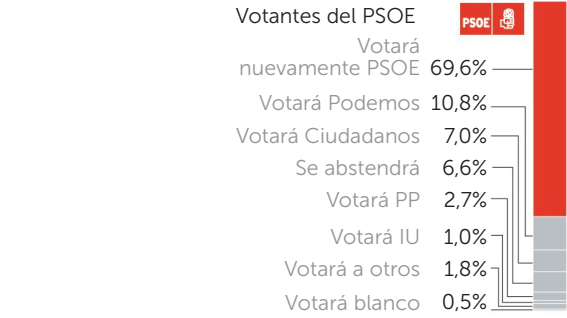 Votantes del PSOE
PSOE
Votará
nuevamente PSOE 69,6%
Votará Podemos 10,8%
Votará Ciudadanos 7,0%
Se abstendrá 6,6%
Votará PP 2,7%
Votará IU 1,0%
Votará a otros 1,8%
Votará blanco 0,5%